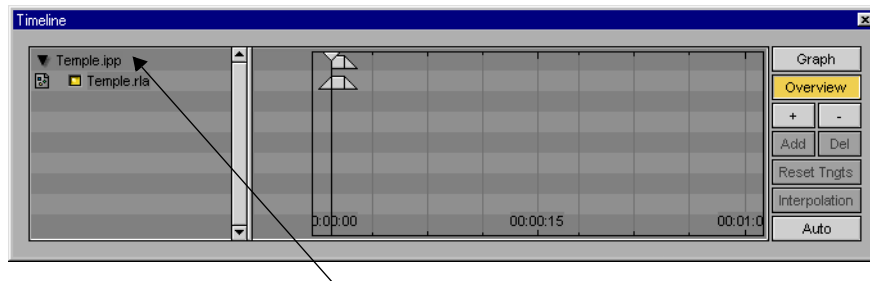 Timeline
Temple.ipp
Temple.rla
0:00:00 00:00:15 00:01:0
Graph
Overview
+ -
Add Del
Reset Tngts
Interpolation
Auto